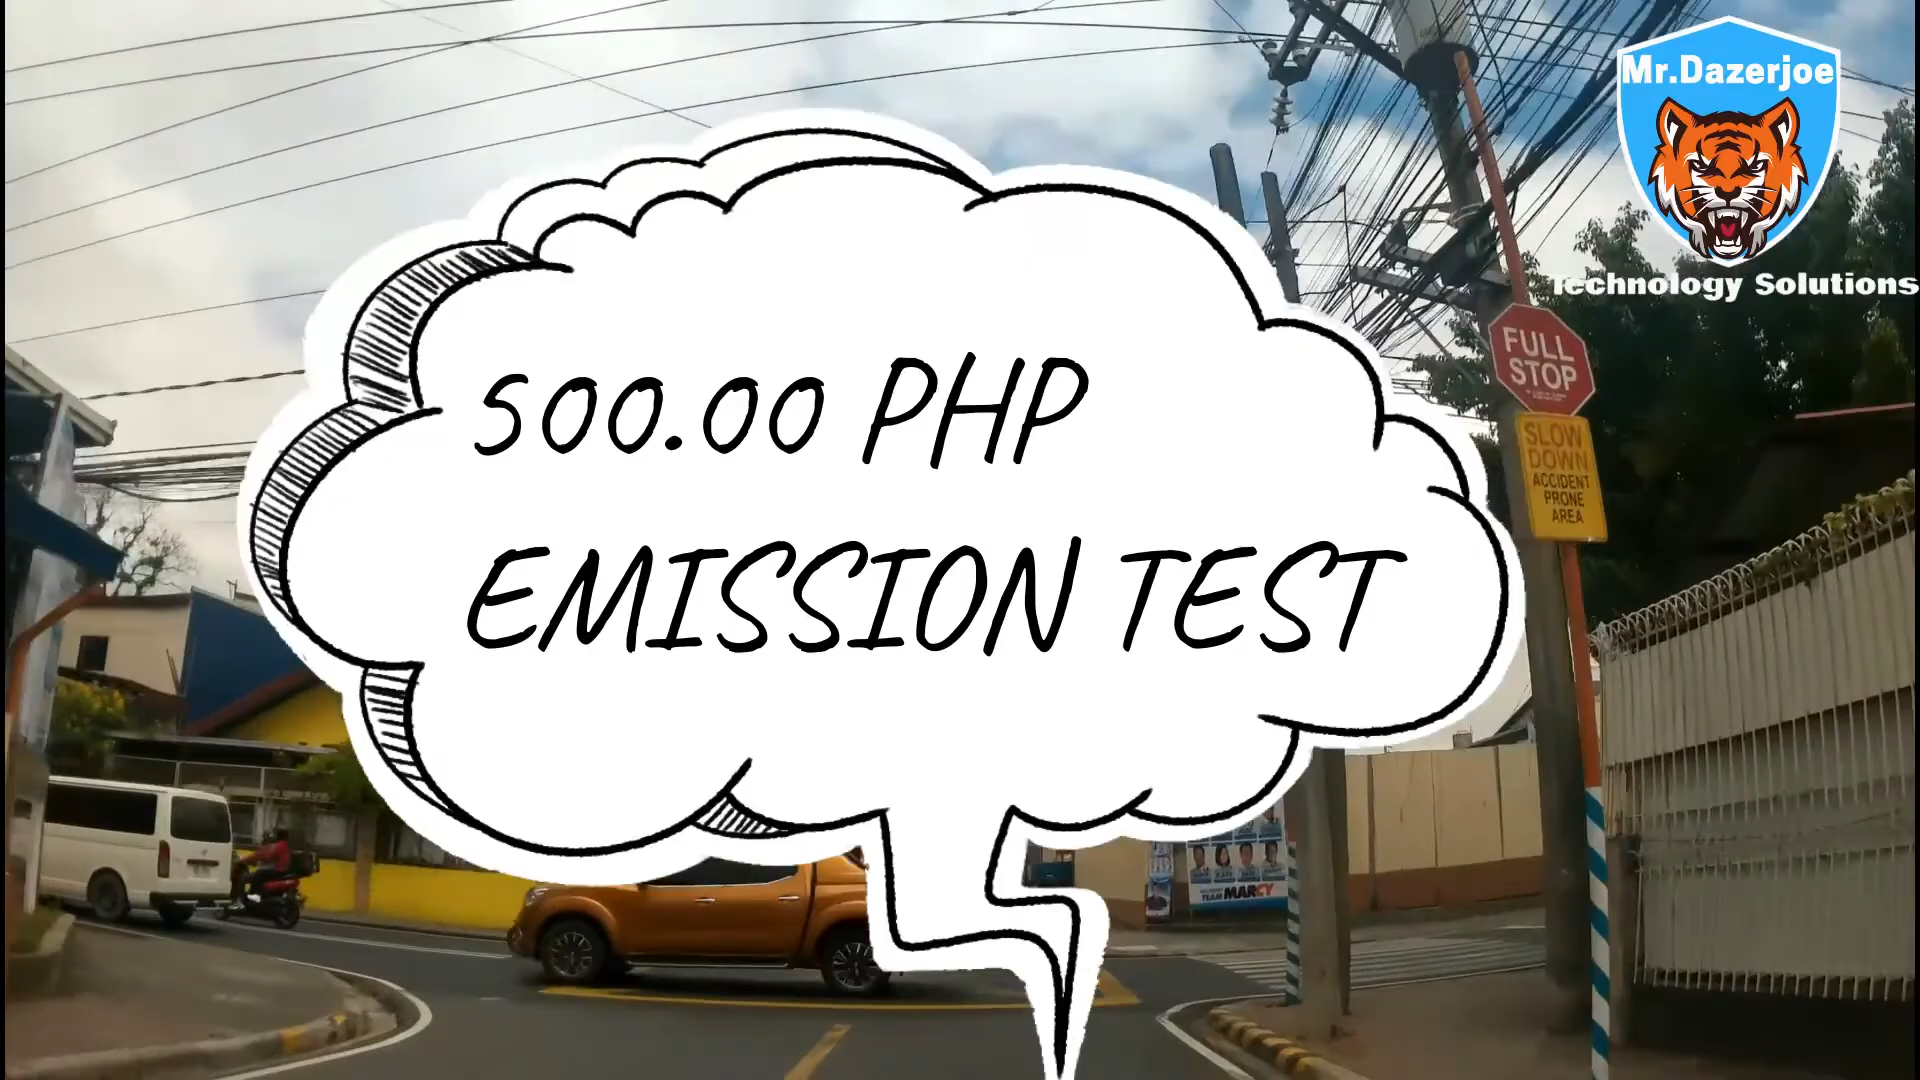 Mr.Dazerjoe
Technology Solutions
500.00 PHP
EMISSION TEST
FULL
STOP
SLOW
DOWN
ACCIDENT
PRONE
AREA
TEAM MARCY